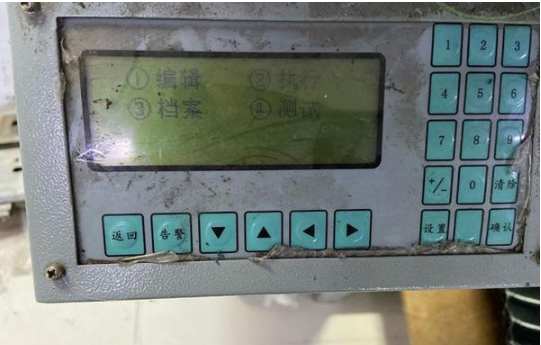 ① 编辑 ② 执行
③ 档案 ④ 测试
1 2 3
4 5 6
7 8 9
+/- 0 清除
设置 确认
返回 告警 ▼ ▲ ◀ ▶